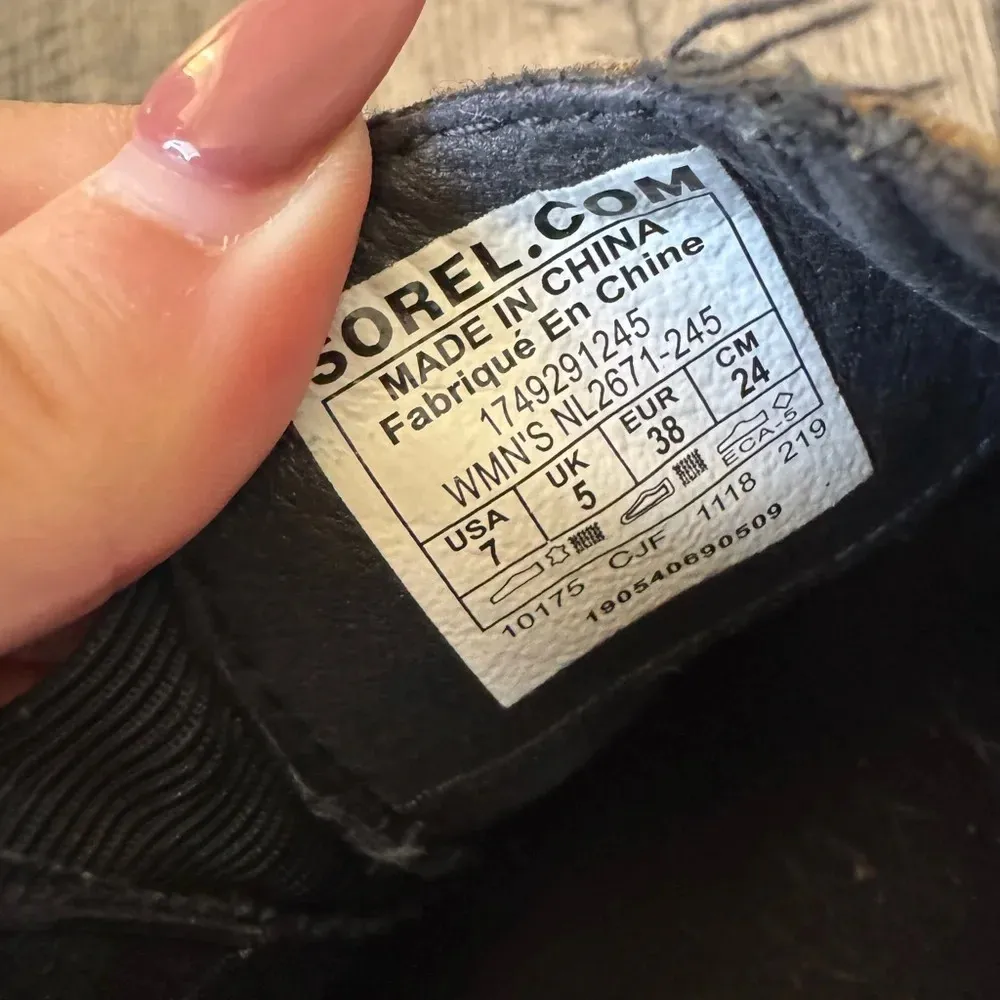 SOREL.COM
MADE IN CHINA
Fabriqué En Chine
1749291245
WMN'S NL2671-245
USA UK EUR CM
7 5 38 24
ECA-5
10175 CJF 1118 219
190540690509